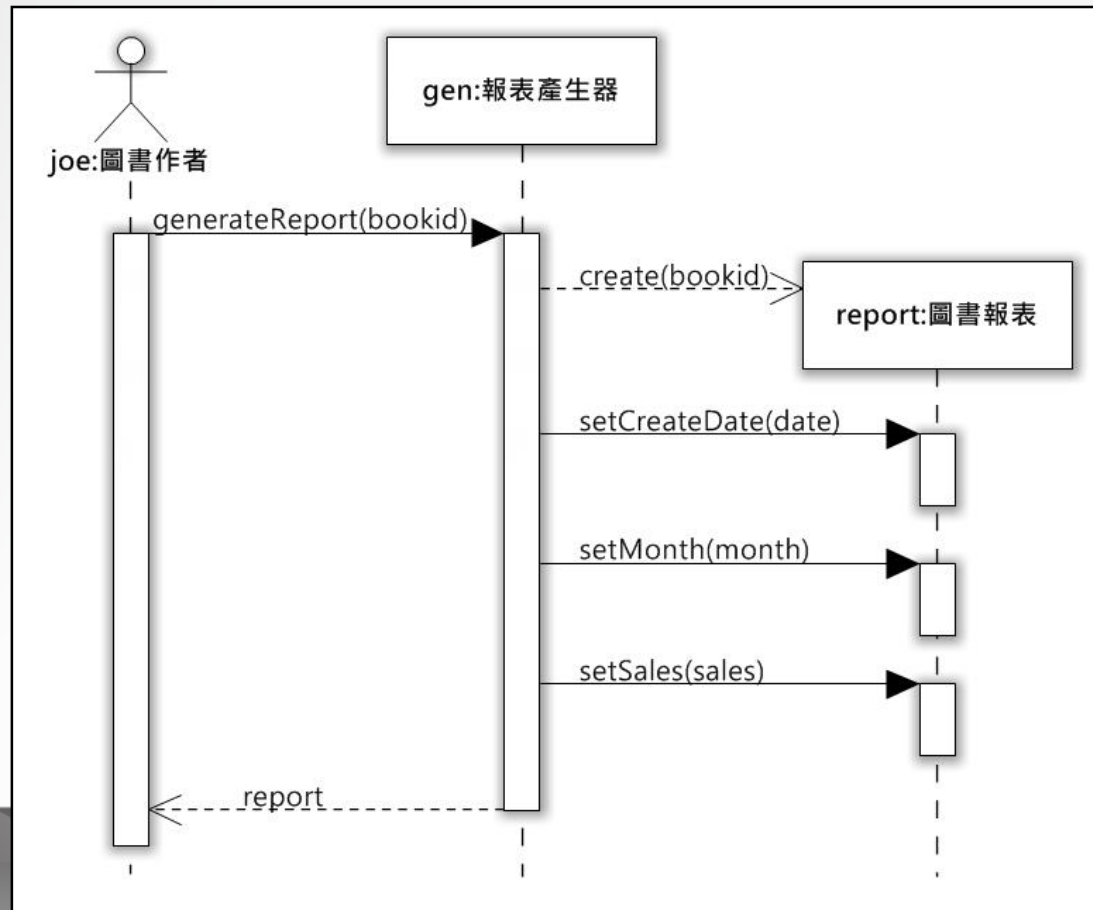 gen:報表產生器
joe:圖書作者
generateReport(bookid)
create(bookid)
report:圖書報表
setCreateDate(date)
setMonth(month)
setSales(sales)
report